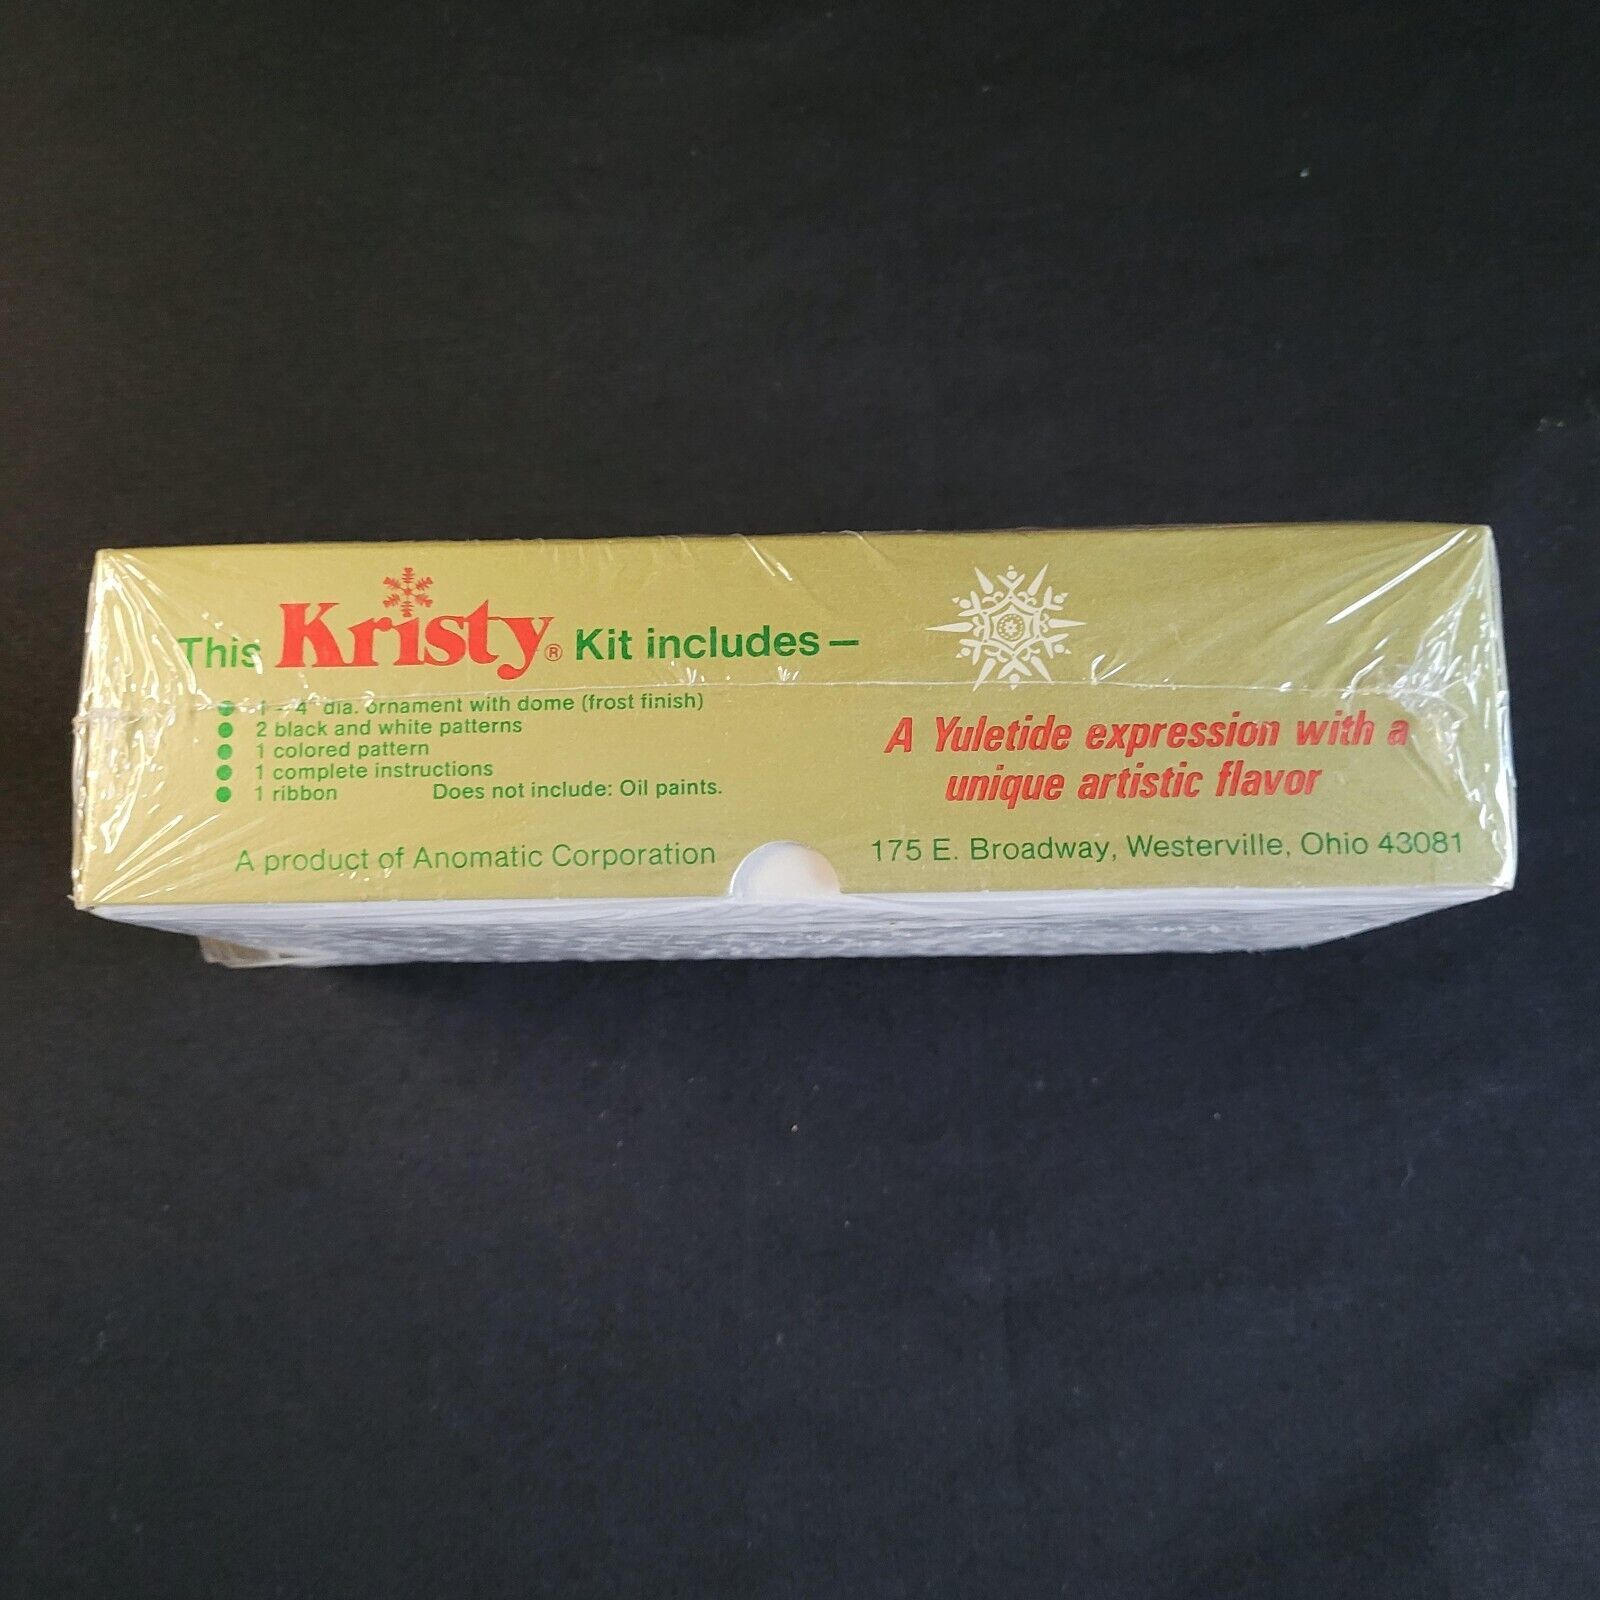 This Kristy® Kit includes —
1 - 4" dia. ornament with dome (frost finish)
2 black and white patterns
1 colored pattern
1 complete instructions
1 ribbon Does not include: Oil paints.
A product of Anomatic Corporation
A Yuletide expression with a
unique artistic flavor
175 E. Broadway, Westerville, Ohio 43081